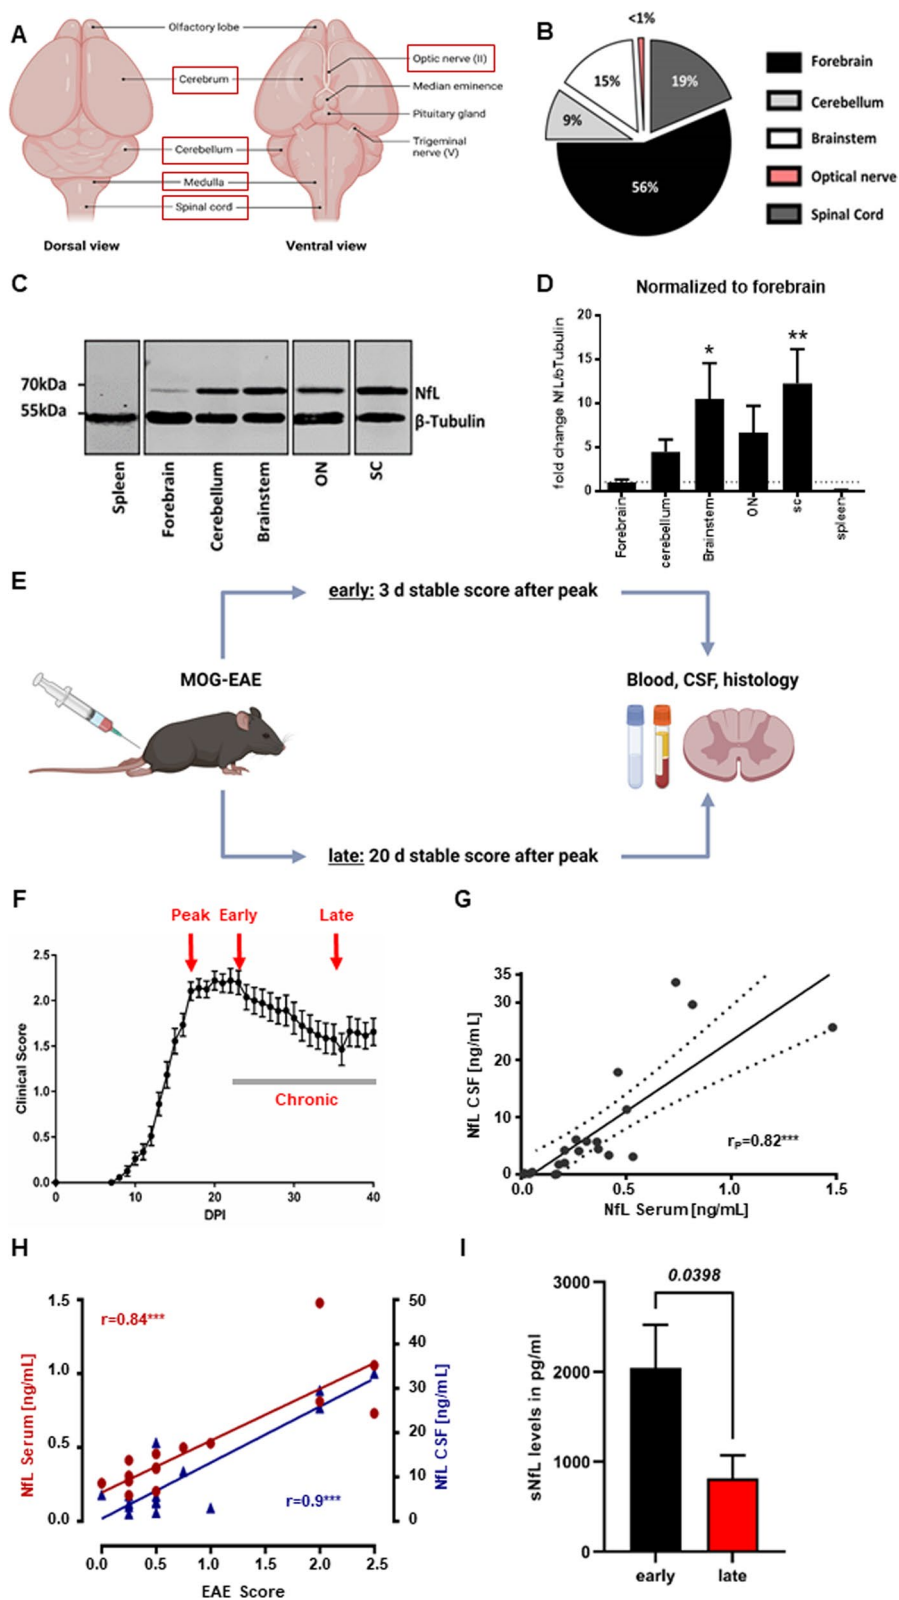 A
Olfactory lobe
Cerebrum
Cerebellum
Medulla
Spinal cord
Optic nerve (II)
Median eminence
Pituitary gland
Trigeminal
nerve (V)
Dorsal view
Ventral view
B
<1%
15%
19%
9%
56%
Forebrain
Cerebellum
Brainstem
Optical nerve
Spinal Cord
C
70kDa
55kDa
NfL
β-Tubulin
Spleen
Forebrain
Cerebellum
Brainstem
ON
SC
D
Normalized to forebrain
fold change NfL/bTubulin
20
15
10
5
0
*
**
Forebrain
cerebellum
Brainstem
ON
sc
spleen
E
early: 3 d stable score after peak
MOG-EAE
Blood, CSF, histology
late: 20 d stable score after peak
F
Peak
Early
Late
Clinical Score
2.5
2.0
1.5
1.0
0.5
0.0
Chronic
0
10
20
30
40
DPI
G
NfL CSF [ng/mL]
35
30
20
10
0
rP=0.82***
0.0
0.5
1.0
1.5
NfL Serum [ng/mL]
H
NfL Serum [ng/mL]
1.5
1.0
0.5
0.0
r=0.84***
r=0.9***
50
40
30
20
10
0
NfL CSF [ng/mL]
0.0
0.5
1.0
1.5
2.0
2.5
EAE Score
I
0.0398
sNfL levels in pg/ml
3000
2000
1000
0
early
late